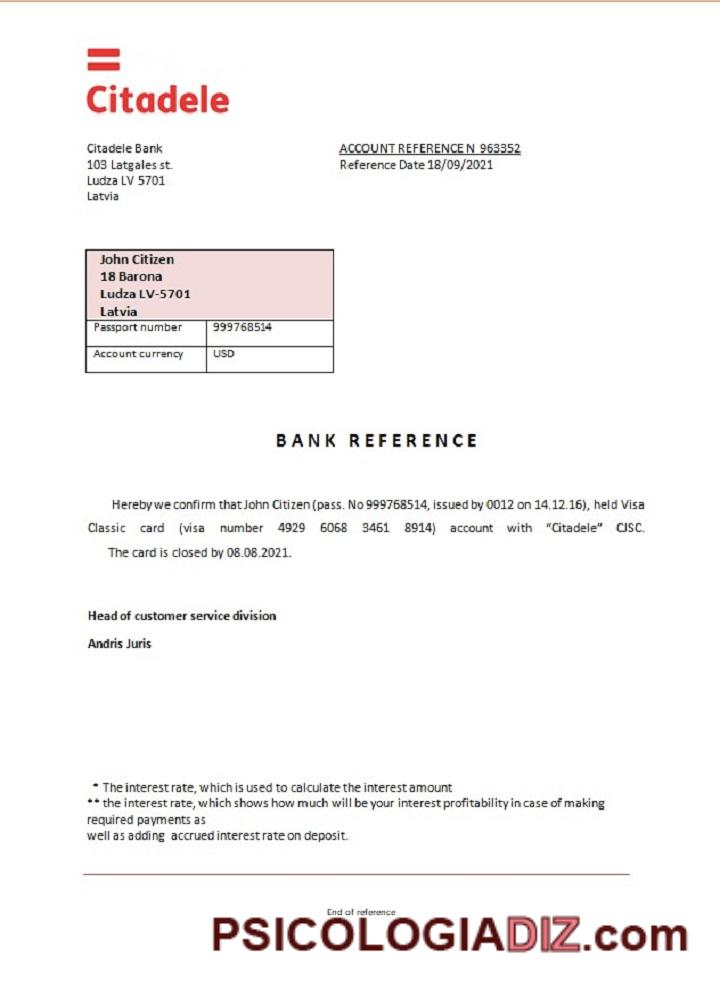 Citadele
Citadele Bank
103 Latgales st.
Ludza LV 5701
Latvia
ACCOUNT REFERENCE N 963352
Reference Date 18/09/2021
John Citizen
18 Barona
Ludza LV-5701
Latvia
Passport number 999768514
Account currency USD
BANK REFERENCE
Hereby we confirm that John Citizen (pass. No 999768514, issued by 0012 on 14.12.16), held Visa
Classic card (visa number 4929 6068 3461 8914) account with "Citadele" CJSC.
The card is closed by 08.08.2021.
Head of customer service division
Andris Juris
* The interest rate, which is used to calculate the interest amount
** the interest rate, which shows how much will be your interest profitability in case of making
required payments as
well as adding accrued interest rate on deposit.
End of reference
PSICOLOGIADIZ.com